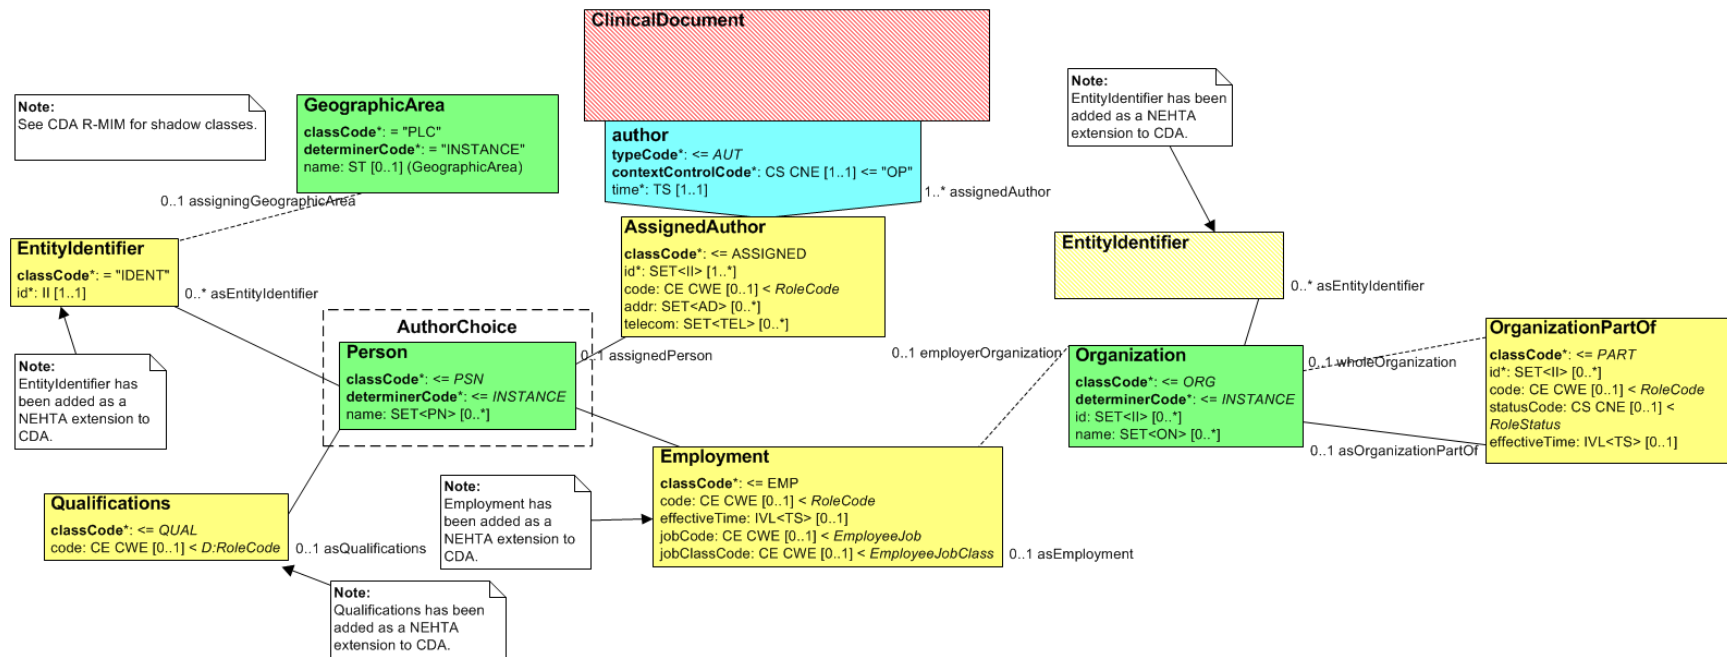 ClinicalDocument
Note:
See CDA R-MIM for shadow classes.
GeographicArea
classCode*: = "PLC"
determinerCode*: = "INSTANCE"
name: ST [0..1] (GeographicArea)
0..1 assigningGeographicArea
author
typeCode*: <= AUT
contextControlCode*: CS CNE [1..1] <= "OP"
time*: TS [1..1]
1..* assignedAuthor
Note:
EntityIdentifier has been
added as a NEHTA
extension to CDA.
EntityIdentifier
classCode*: = "IDENT"
id*: II [1..1]
0..* asEntityIdentifier
AssignedAuthor
classCode*: <= ASSIGNED
id*: SET<II> [1..*]
code: CE CWE [0..1] < RoleCode
addr: SET<AD> [0..*]
telecom: SET<TEL> [0..*]
EntityIdentifier
0..* asEntityIdentifier
AuthorChoice
Person
classCode*: <= PSN
determinerCode*: <= INSTANCE
name: SET<PN> [0..*]
0..1 assignedPerson
0..1 employerOrganization
Organization
classCode*: <= ORG
determinerCode*: <= INSTANCE
id: SET<II> [0..*]
name: SET<ON> [0..*]
0..1 wholeOrganization
OrganizationPartOf
classCode*: <= PART
id*: SET<II> [0..*]
code: CE CWE [0..1] < RoleCode
statusCode: CS CNE [0..1] <
RoleStatus
effectiveTime: IVL<TS> [0..1]
0..1 asOrganizationPartOf
Note:
EntityIdentifier has
been added as a
NEHTA
extension to
CDA.
Qualifications
classCode*: <= QUAL
code: CE CWE [0..1] < D:RoleCode
0..1 asQualifications
Note:
Employment has
been added as a
NEHTA
extension to
CDA.
Employment
classCode*: <= EMP
code: CE CWE [0..1] < RoleCode
effectiveTime: IVL<TS> [0..1]
jobCode: CE CWE [0..1] < EmployeeJob
jobClassCode: CE CWE [0..1] < EmployeeJobClass
0..1 asEmployment
Note:
Qualifications has been
added as a NEHTA
extension to CDA.